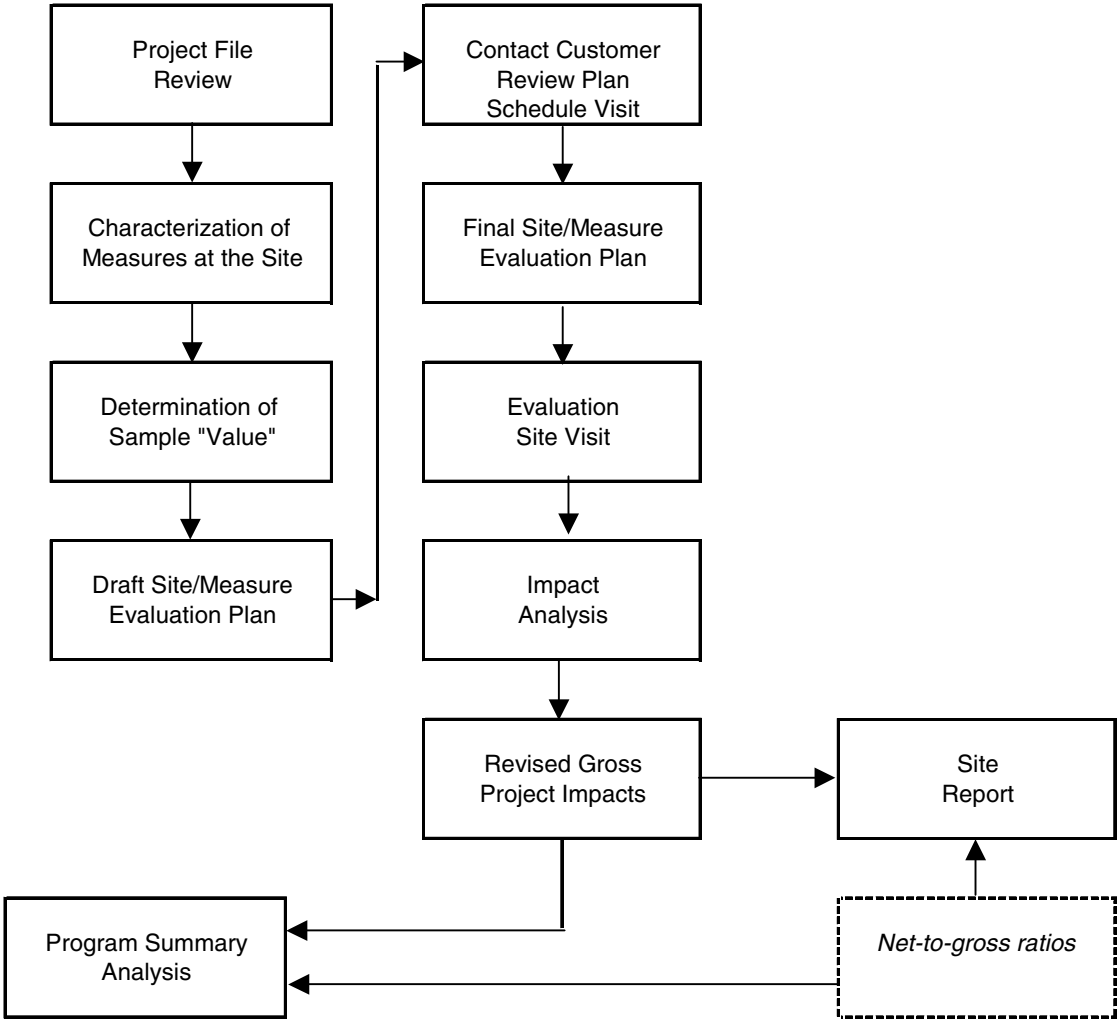 Project File
Review
Characterization of
Measures at the Site
Determination of
Sample "Value"
Draft Site/Measure
Evaluation Plan
Contact Customer
Review Plan
Schedule Visit
Final Site/Measure
Evaluation Plan
Evaluation
Site Visit
Impact
Analysis
Revised Gross
Project Impacts
Site
Report
Net-to-gross ratios
Program Summary
Analysis